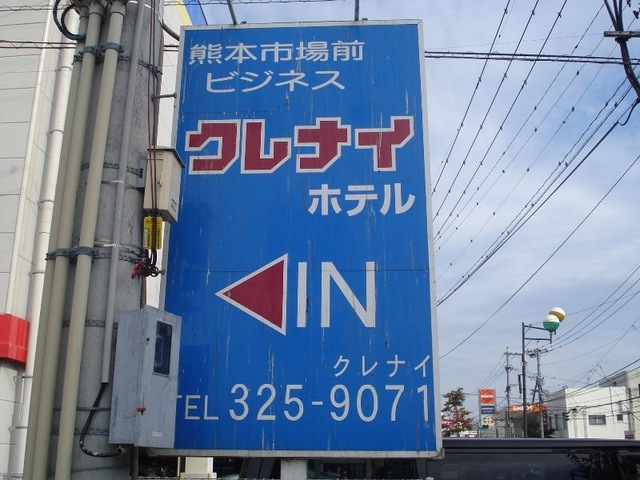 熊本市場前
ビジネス
クレナイ
ホテル
IN
クレナイ
TEL 325-9071